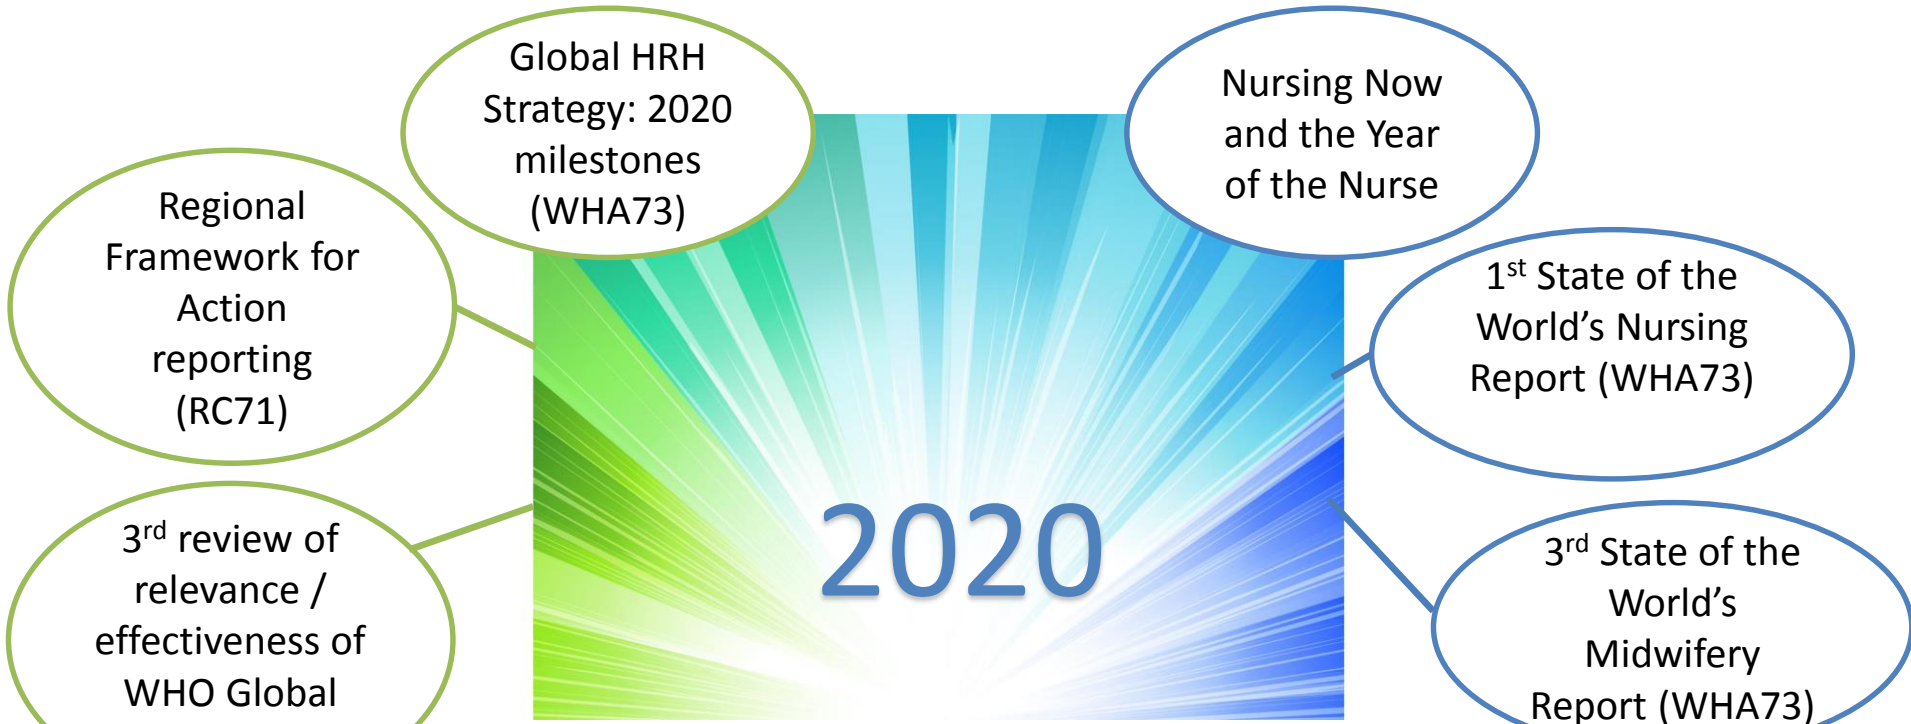 Global HRH
Strategy: 2020
milestones
(WHA73)
Nursing Now
and the Year
of the Nurse
Regional
Framework for
Action
reporting
(RC71)
1st State of the
World’s Nursing
Report (WHA73)
3rd review of
relevance /
effectiveness of
WHO Global
2020
3rd State of the
World’s
Midwifery
Report (WHA73)